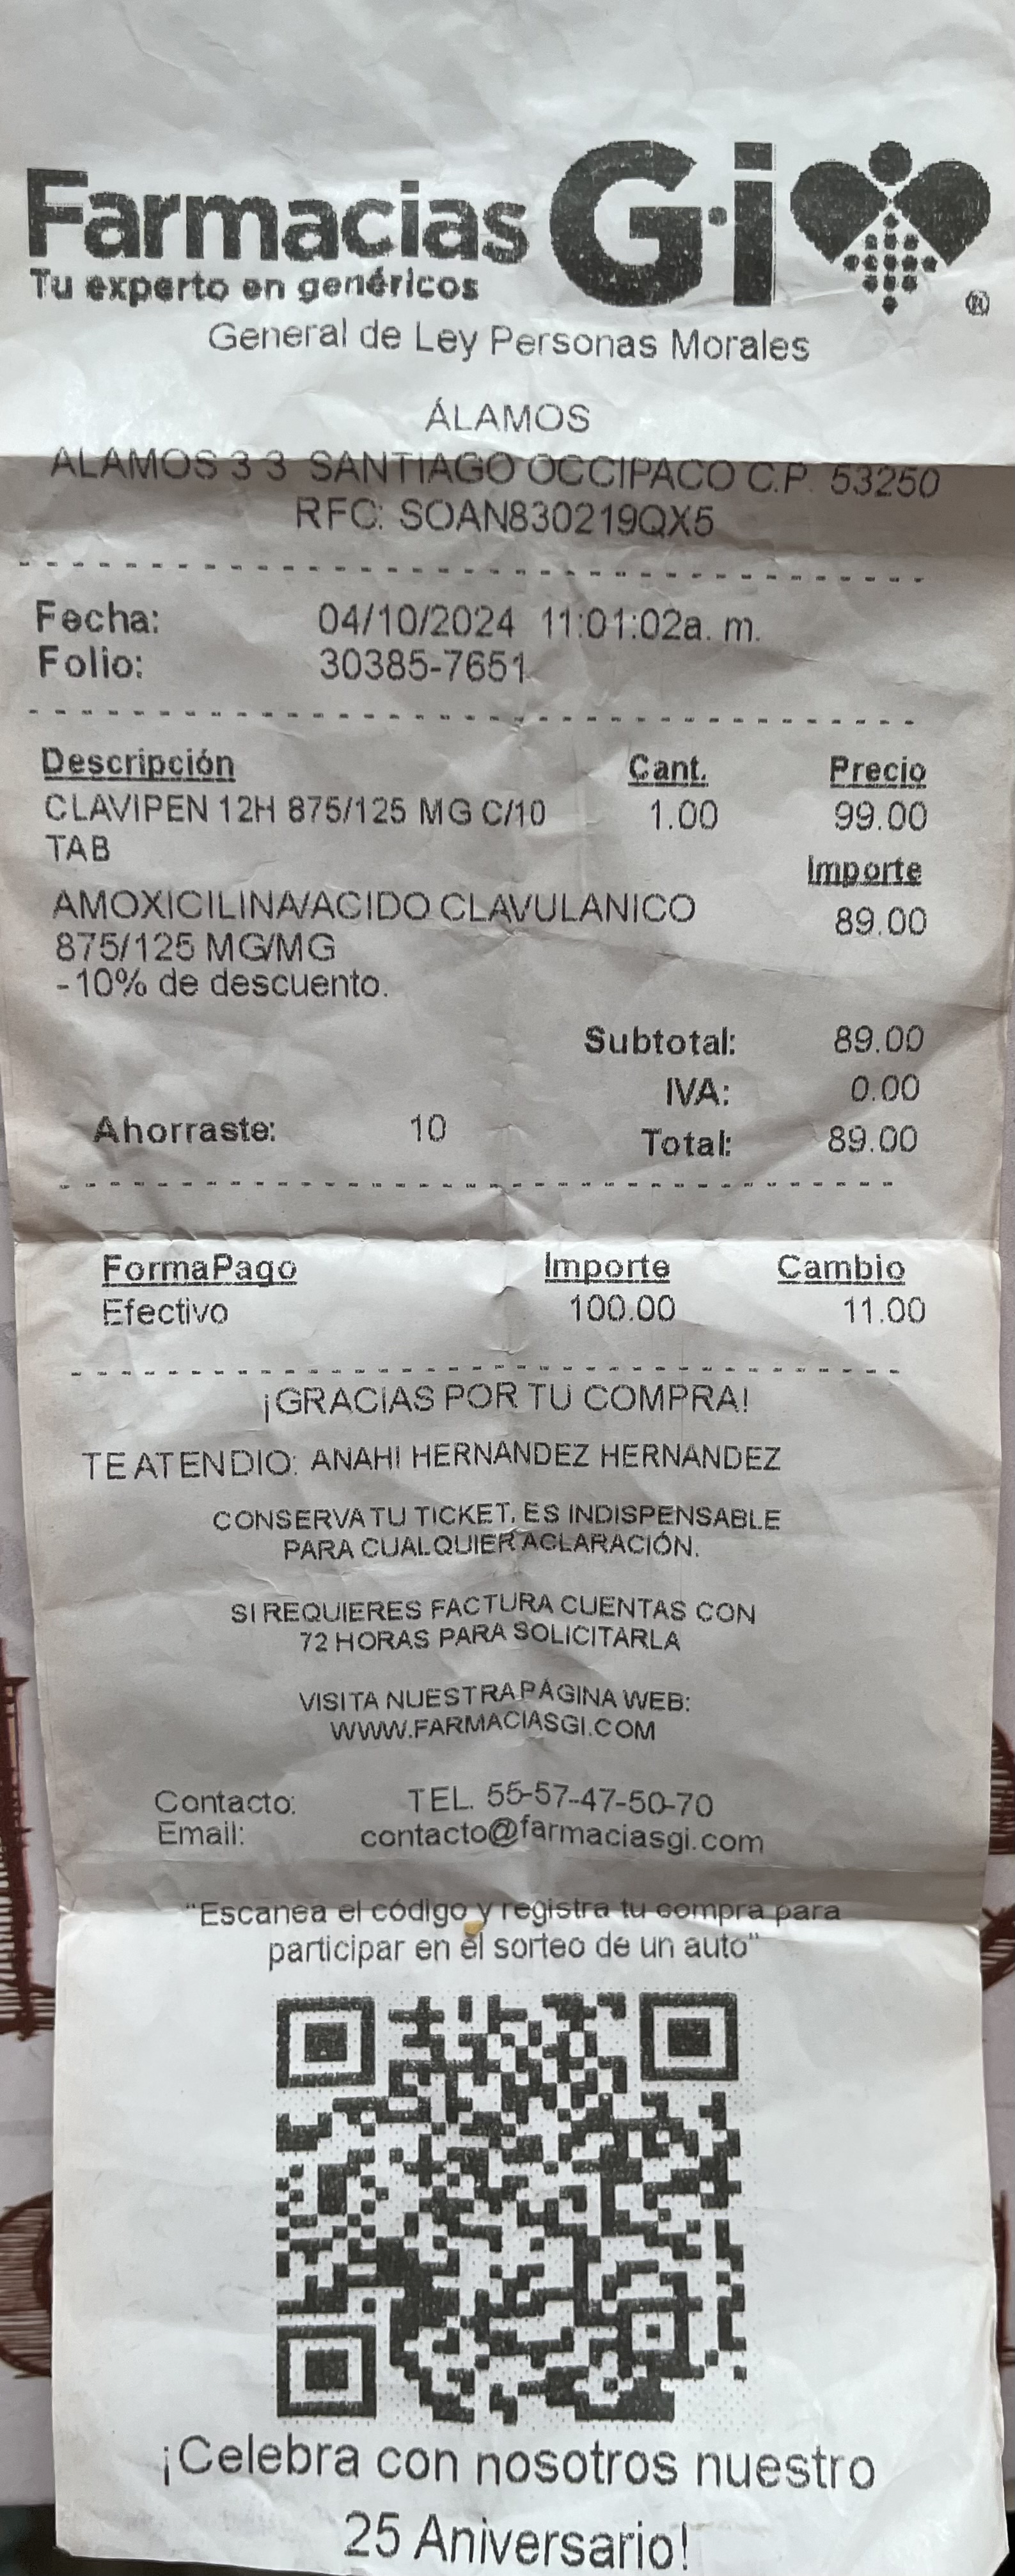 Farmacias G·i
Tu experto en genéricos
®
General de Ley Personas Morales
ÁLAMOS
ALAMOS 3 3 SANTIAGO OCCIPACO C.P. 53250
RFC: SOAN830219QX5
Fecha: 04/10/2024 11:01:02a. m.
Folio: 30385-7651
Descripción Cant. Precio
CLAVIPEN 12H 875/125 MG C/10 1.00 99.00
TAB
Importe
AMOXICILINA/ACIDO CLAVULANICO 89.00
875/125 MG/MG
-10% de descuento.
Subtotal: 89.00
IVA: 0.00
Ahorraste: 10 Total: 89.00
FormaPago Importe Cambio
Efectivo 100.00 11.00
¡GRACIAS POR TU COMPRA!
TE ATENDIO: ANAHI HERNANDEZ HERNANDEZ
CONSERVA TU TICKET, ES INDISPENSABLE
PARA CUALQUIER ACLARACIÓN.
SI REQUIERES FACTURA CUENTAS CON
72 HORAS PARA SOLICITARLA
VISITA NUESTRA PÁGINA WEB:
WWW.FARMACIASGI.COM
Contacto: TEL. 55-57-47-50-70
Email: contacto@farmaciasgi.com
"Escanea el código y registra tu compra para
participar en el sorteo de un auto"
¡Celebra con nosotros nuestro
25 Aniversario!